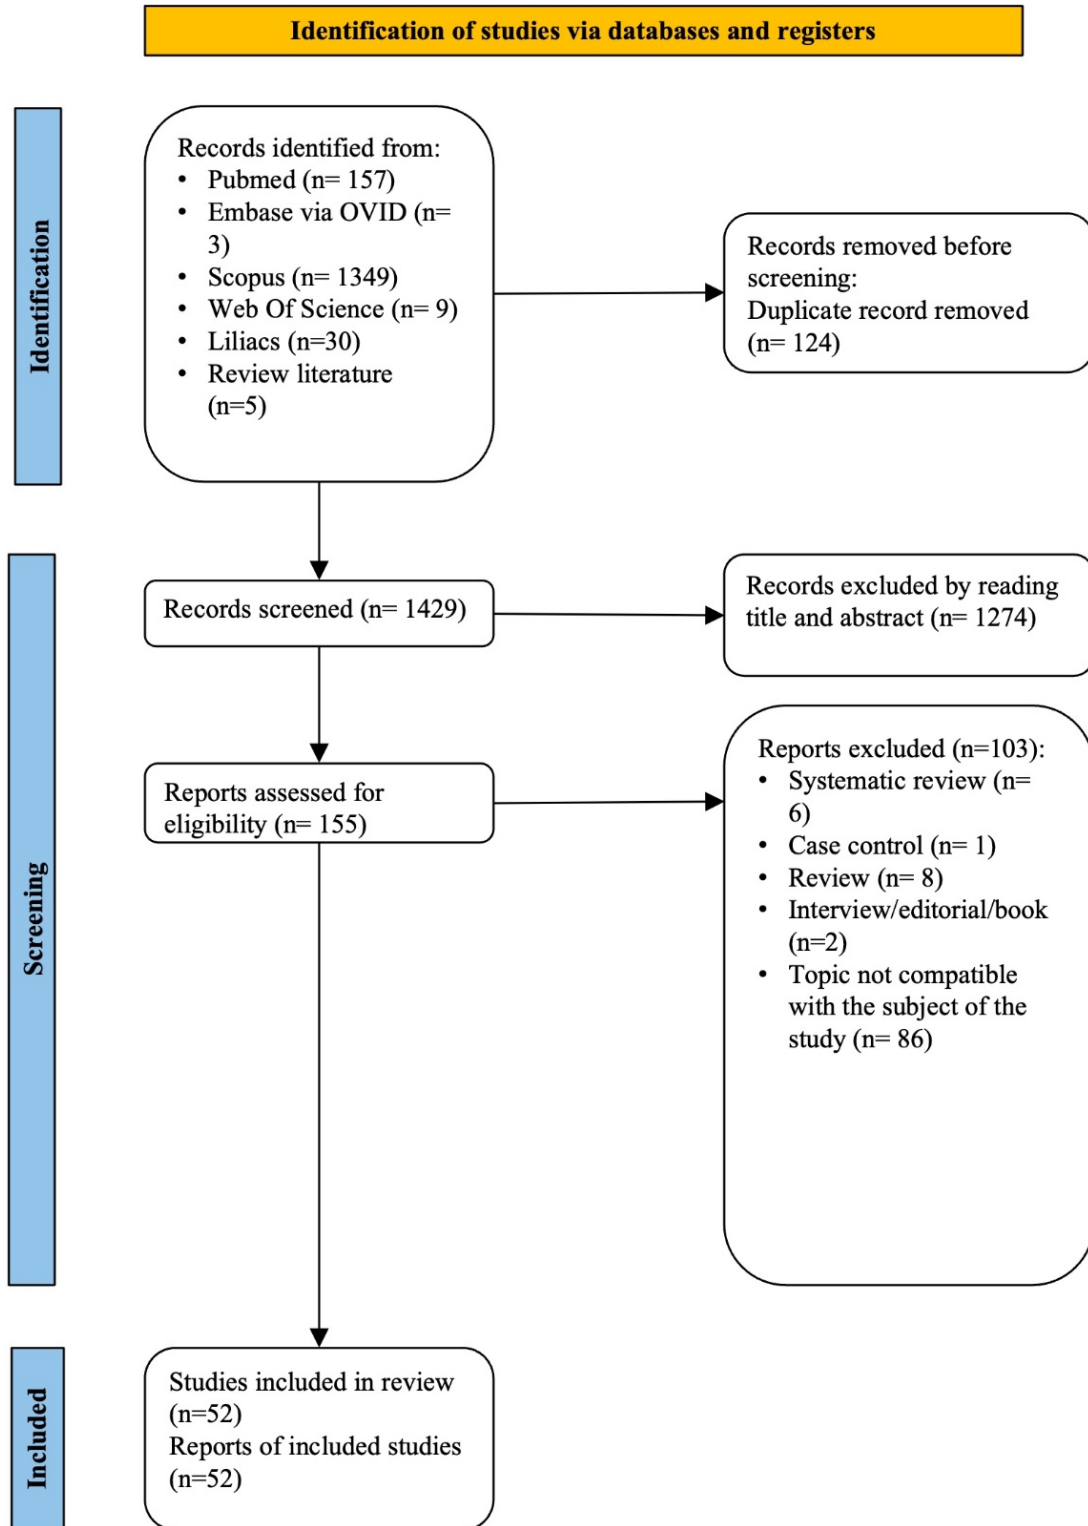 Identification of studies via databases and registers
Identification
Records identified from:
• Pubmed (n= 157)
• Embase via OVID (n=
3)
• Scopus (n= 1349)
• Web Of Science (n= 9)
• Liliacs (n=30)
• Review literature
(n=5)
Records removed before
screening:
Duplicate record removed
(n= 124)
Screening
Records screened (n= 1429)
Records excluded by reading
title and abstract (n= 1274)
Reports assessed for
eligibility (n= 155)
Reports excluded (n=103):
• Systematic review (n=
6)
• Case control (n= 1)
• Review (n= 8)
• Interview/editorial/book
(n=2)
• Topic not compatible
with the subject of the
study (n= 86)
Included
Studies included in review
(n=52)
Reports of included studies
(n=52)